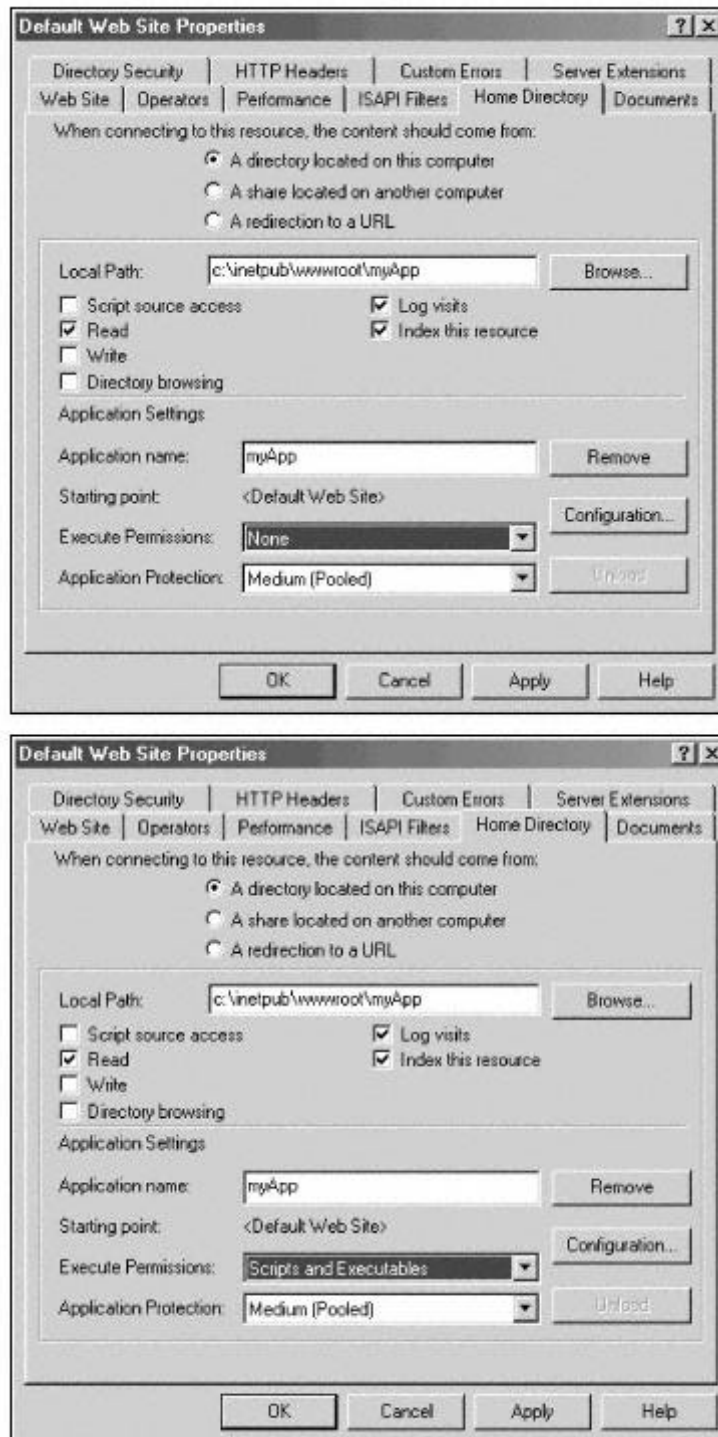 Default Web Site Properties
Directory Security HTTP Headers Custom Errors Server Extensions
Web Site Operators Performance ISAPI Filters Home Directory Documents
When connecting to this resource, the content should come from:
A directory located on this computer
A share located on another computer
A redirection to a URL
Local Path: c:\inetpub\wwwroot\myApp Browse...
Script source access Log visits
Read Index this resource
Write
Directory browsing
Application Settings
Application name: myApp Remove
Starting point: <Default Web Site>
Configuration...
Execute Permissions: None
Application Protection: Medium (Pooled) Unload
OK Cancel Apply Help
Default Web Site Properties
Directory Security HTTP Headers Custom Errors Server Extensions
Web Site Operators Performance ISAPI Filters Home Directory Documents
When connecting to this resource, the content should come from:
A directory located on this computer
A share located on another computer
A redirection to a URL
Local Path: c:\inetpub\wwwroot\myApp Browse...
Script source access Log visits
Read Index this resource
Write
Directory browsing
Application Settings
Application name: myApp Remove
Starting point: <Default Web Site>
Configuration...
Execute Permissions: Scripts and Executables
Application Protection: Medium (Pooled) Unload
OK Cancel Apply Help